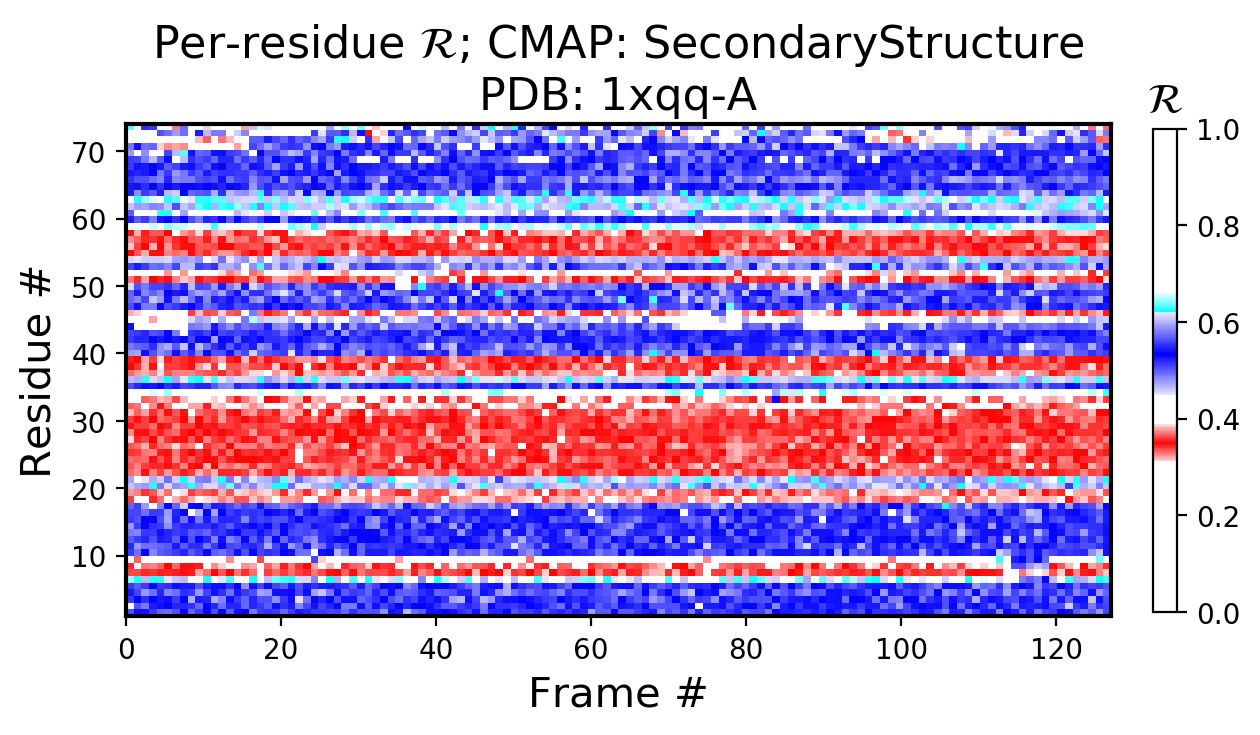 Per-residue ℛ; CMAP: SecondaryStructure
PDB: 1xqq-A
ℛ
1.0
0.8
0.6
0.4
0.2
0.0
Residue #
70
60
50
40
30
20
10
0 20 40 60 80 100 120
Frame #